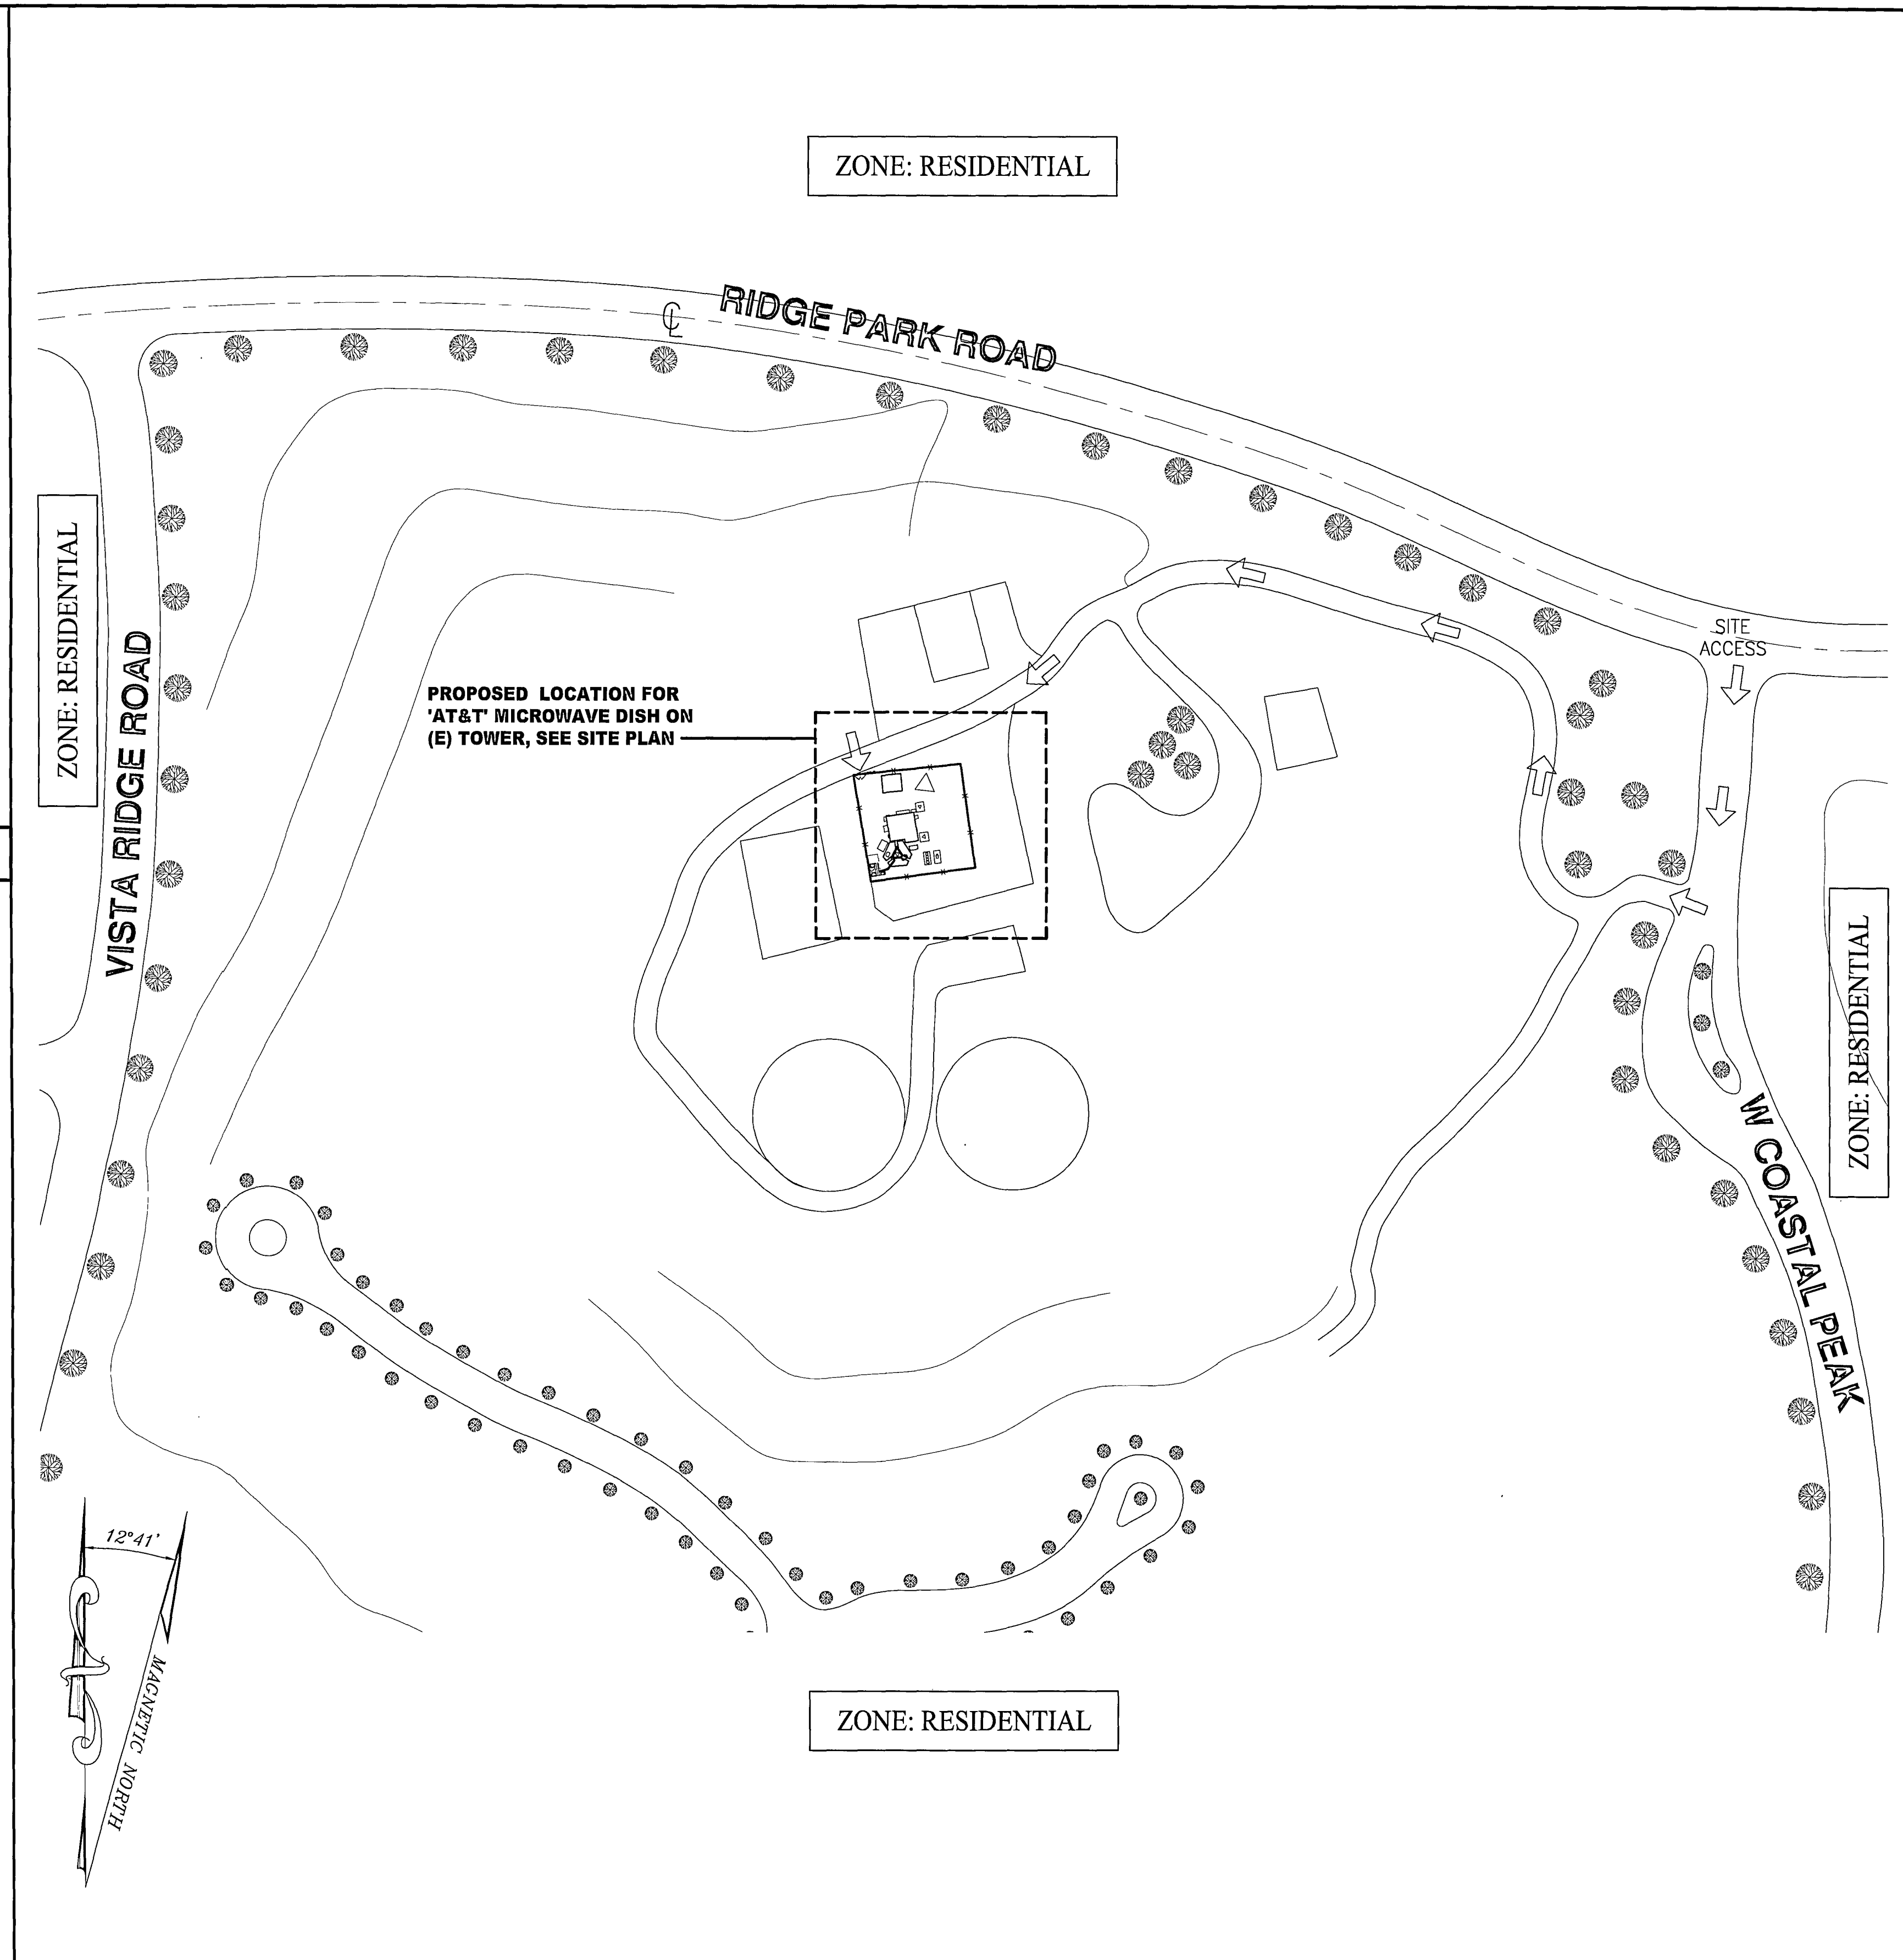 ZONE: RESIDENTIAL
RIDGE PARK ROAD
CL
SITE
ACCESS
ZONE: RESIDENTIAL
VISTA RIDGE ROAD
PROPOSED LOCATION FOR
'AT&T' MICROWAVE DISH ON
(E) TOWER, SEE SITE PLAN
ZONE: RESIDENTIAL
W COASTAL PEAK
12°41'
MAGNETIC NORTH
ZONE: RESIDENTIAL